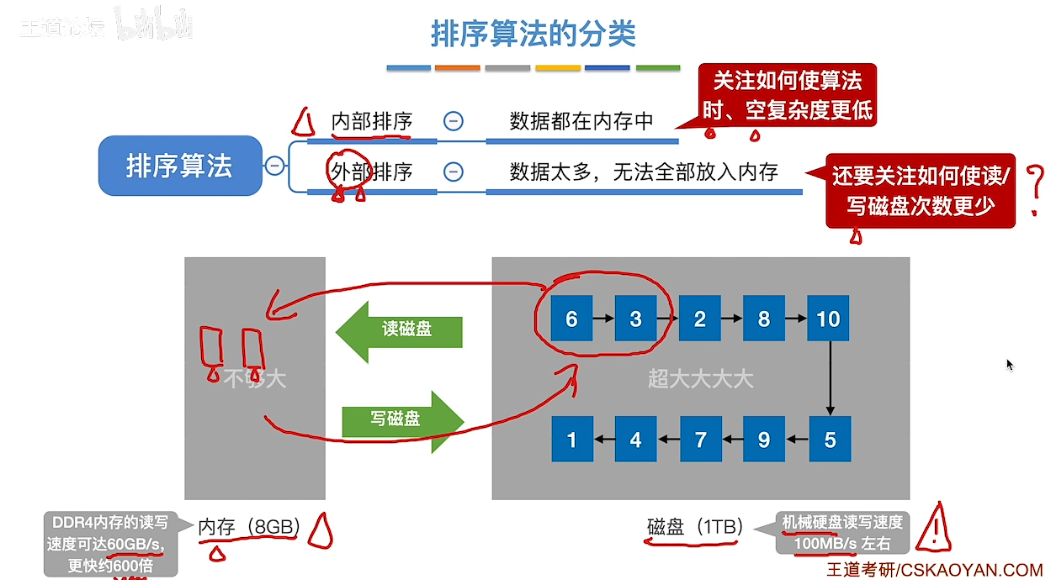 王道论坛 bilibili
排序算法的分类
关注如何使算法
时、空复杂度更低
内部排序
数据都在内存中
排序算法
外部排序
数据太多，无法全部放入内存
还要关注如何使读/
写磁盘次数更少
?
6
3
2
8
10
读磁盘
不够大
超大大大大
写磁盘
1
4
7
9
5
DDR4内存的读写
速度可达60GB/s，
更快约600倍
内存（8GB）
磁盘（1TB）
机械硬盘读写速度
100MB/s 左右
!
王道考研/CSKAOYAN.COM